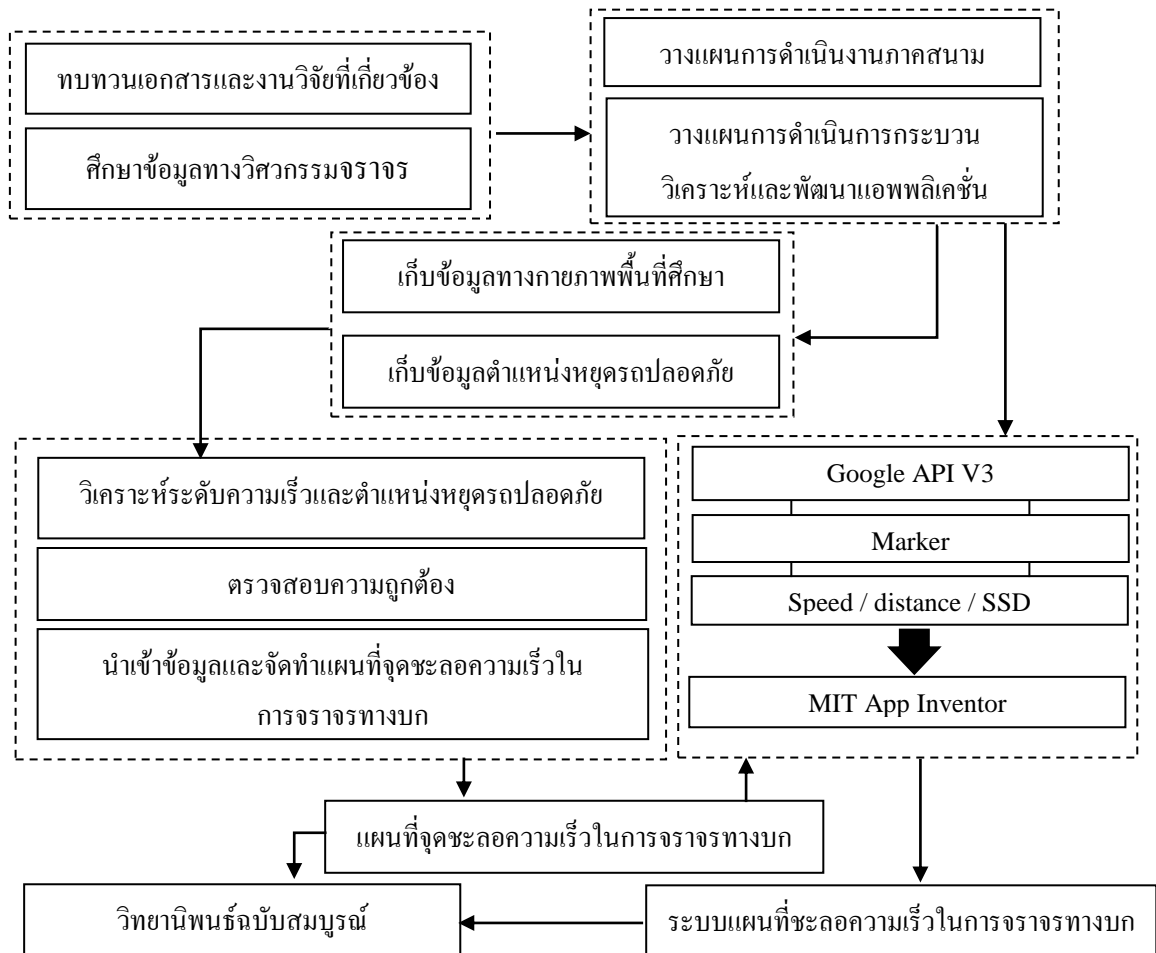 ทบทวนเอกสารและงานวิจัยที่เกี่ยวข้อง
ศึกษาข้อมูลทางวิศวกรรมจราจร
วางแผนการดำเนินงานภาคสนาม
วางแผนการดำเนินการกระบวน
วิเคราะห์และพัฒนาแอพพลิเคชั่น
เก็บข้อมูลทางกายภาพพื้นที่ศึกษา
เก็บข้อมูลตำแหน่งหยุดรถปลอดภัย
วิเคราะห์ระดับความเร็วและตำแหน่งหยุดรถปลอดภัย
ตรวจสอบความถูกต้อง
นำเข้าข้อมูลและจัดทำแผนที่จุดชะลอความเร็วใน
การจราจรทางบก
Google API V3
Marker
Speed / distance / SSD
MIT App Inventor
แผนที่จุดชะลอความเร็วในการจราจรทางบก
วิทยานิพนธ์ฉบับสมบูรณ์
ระบบแผนที่ชะลอความเร็วในการจราจรทางบก